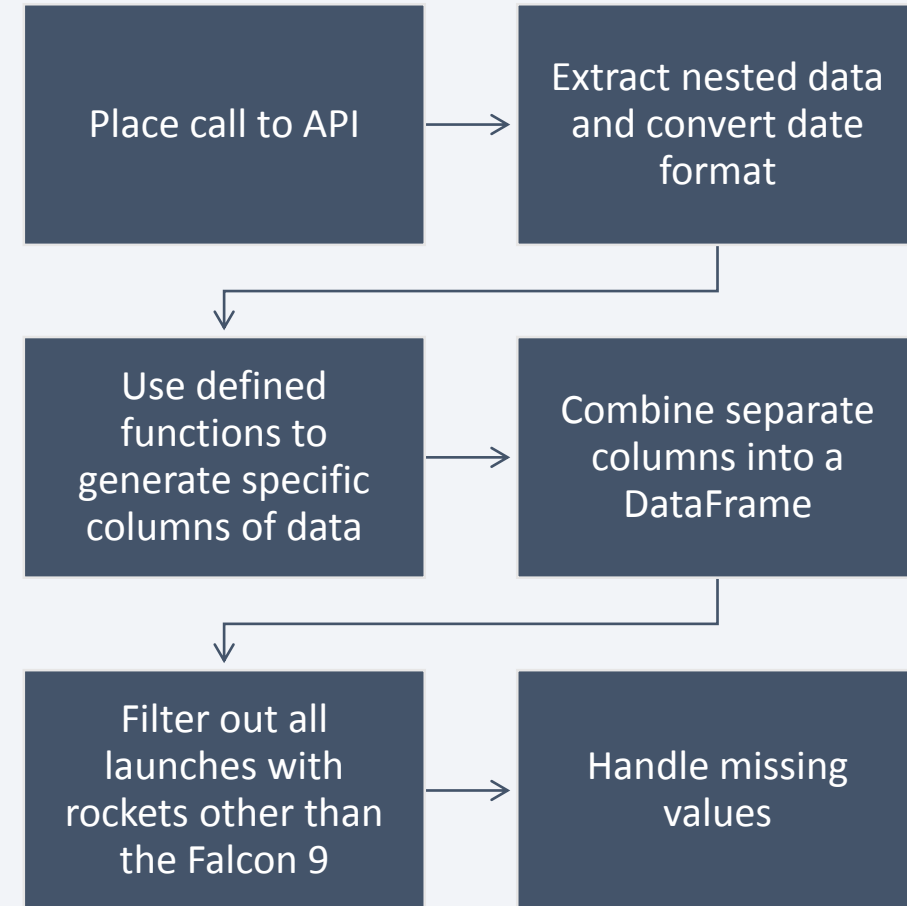 Place call to API
Extract nested data
and convert date
format
Use defined
functions to
generate specific
columns of data
Combine separate
columns into a
DataFrame
Filter out all
launches with
rockets other than
the Falcon 9
Handle missing
values